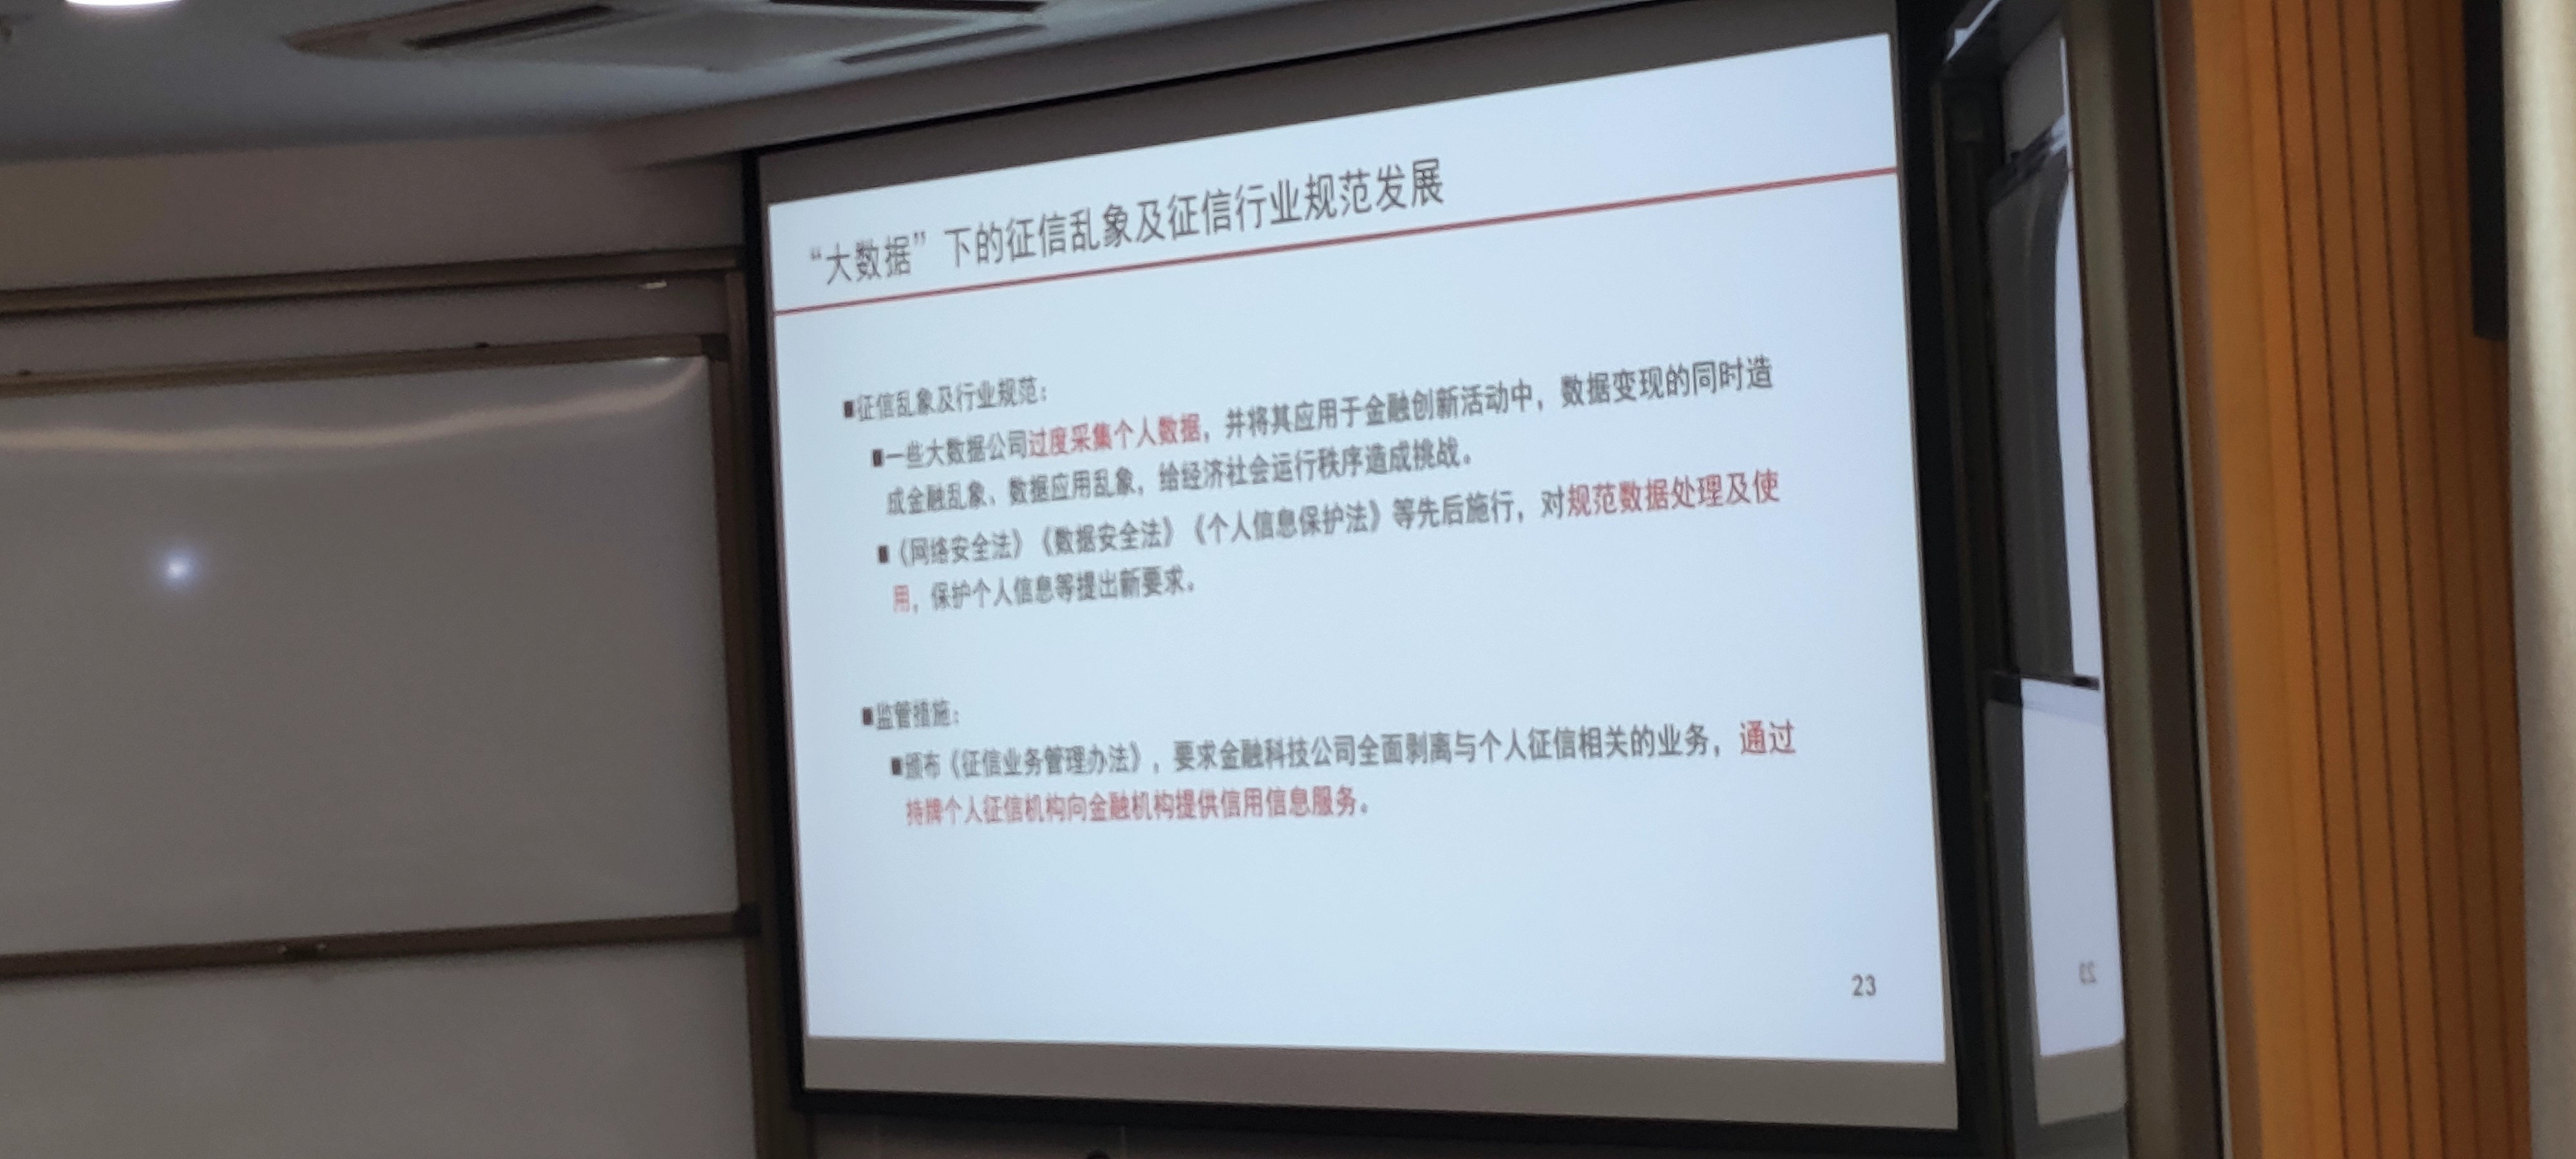 “大数据”下的征信乱象及征信行业规范发展
■征信乱象及行业规范：
■一些大数据公司过度采集个人数据，并将其应用于金融创新活动中，数据变现的同时造
成金融乱象、数据应用乱象，给经济社会运行秩序造成挑战。
■《网络安全法》《数据安全法》《个人信息保护法》等先后施行，对规范数据处理及使
用，保护个人信息等提出新要求。
■监管措施：
■颁布《征信业务管理办法》，要求金融科技公司全面剥离与个人征信相关的业务，通过
持牌个人征信机构向金融机构提供信用信息服务。
23